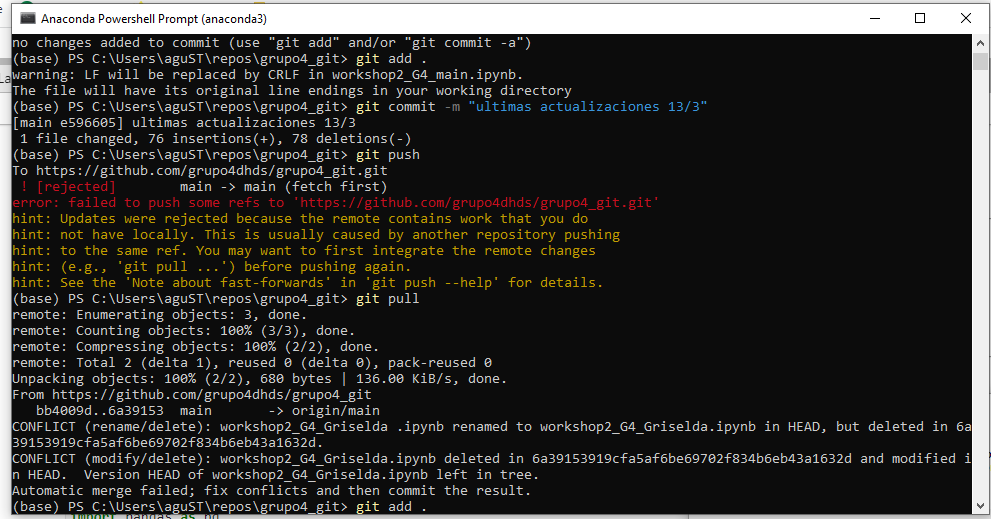 Anaconda Powershell Prompt (anaconda3)
no changes added to commit (use "git add" and/or "git commit -a")
(base) PS C:\Users\aguST\repos\grupo4_git> git add .
warning: LF will be replaced by CRLF in workshop2_G4_main.ipynb.
The file will have its original line endings in your working directory
(base) PS C:\Users\aguST\repos\grupo4_git> git commit -m "ultimas actualizaciones 13/3"
[main e596605] ultimas actualizaciones 13/3
 1 file changed, 76 insertions(+), 78 deletions(-)
(base) PS C:\Users\aguST\repos\grupo4_git> git push
To https://github.com/grupo4dhds/grupo4_git.git
 ! [rejected]        main -> main (fetch first)
error: failed to push some refs to 'https://github.com/grupo4dhds/grupo4_git.git'
hint: Updates were rejected because the remote contains work that you do
hint: not have locally. This is usually caused by another repository pushing
hint: to the same ref. You may want to first integrate the remote changes
hint: (e.g., 'git pull ...') before pushing again.
hint: See the 'Note about fast-forwards' in 'git push --help' for details.
(base) PS C:\Users\aguST\repos\grupo4_git> git pull
remote: Enumerating objects: 3, done.
remote: Counting objects: 100% (3/3), done.
remote: Compressing objects: 100% (2/2), done.
remote: Total 2 (delta 1), reused 0 (delta 0), pack-reused 0
Unpacking objects: 100% (2/2), 680 bytes | 136.00 KiB/s, done.
From https://github.com/grupo4dhds/grupo4_git
   bb4009d..6a39153  main       -> origin/main
CONFLICT (rename/delete): workshop2_G4_Griselda .ipynb renamed to workshop2_G4_Griselda.ipynb in HEAD, but deleted in 6a
39153919cfa5af6be69702f834b6eb43a1632d.
CONFLICT (modify/delete): workshop2_G4_Griselda.ipynb deleted in 6a39153919cfa5af6be69702f834b6eb43a1632d and modified i
n HEAD.  Version HEAD of workshop2_G4_Griselda.ipynb left in tree.
Automatic merge failed; fix conflicts and then commit the result.
(base) PS C:\Users\aguST\repos\grupo4_git> git add .